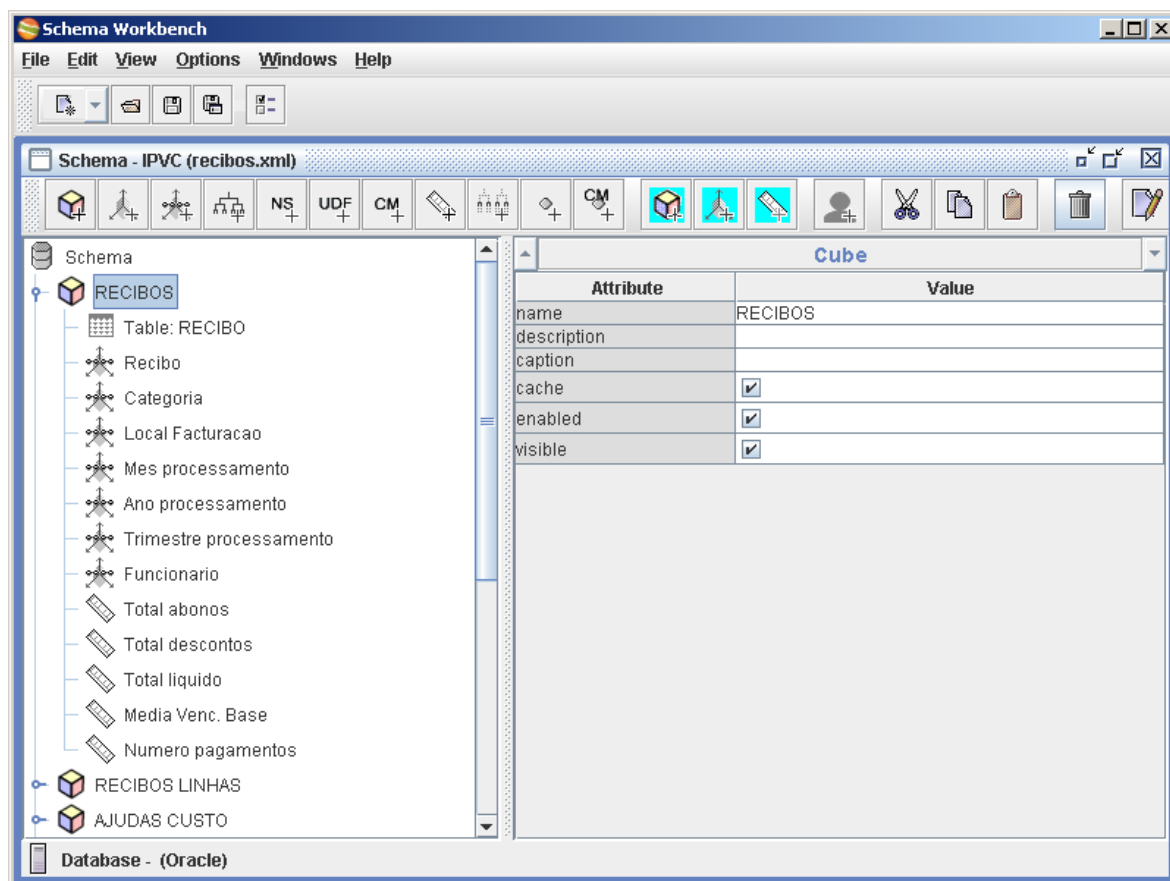 Schema Workbench
File Edit View Options Windows Help
Schema - IPVC (recibos.xml)
NS UDF CM CM
Schema
RECIBOS
Table: RECIBO
Recibo
Categoria
Local Facturacao
Mes processamento
Ano processamento
Trimestre processamento
Funcionario
Total abonos
Total descontos
Total liquido
Media Venc. Base
Numero pagamentos
RECIBOS LINHAS
AJUDAS CUSTO
Cube
Attribute Value
name RECIBOS
description
caption
cache
enabled
visible
Database - (Oracle)